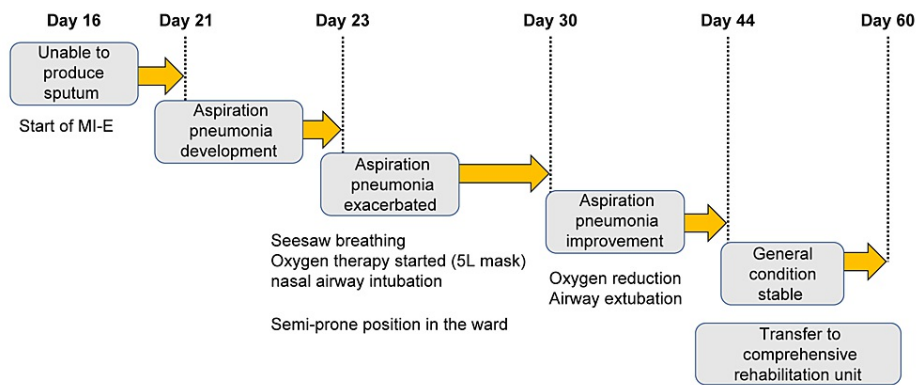 Day 16
Day 21
Day 23
Day 30
Day 44
Day 60
Unable to
produce
sputum
Start of MI-E
Aspiration
pneumonia
development
Aspiration
pneumonia
exacerbated
Seesaw breathing
Oxygen therapy started (5L mask)
nasal airway intubation
Semi-prone position in the ward
Aspiration
pneumonia
improvement
Oxygen reduction
Airway extubation
General
condition
stable
Transfer to
comprehensive
rehabilitation unit